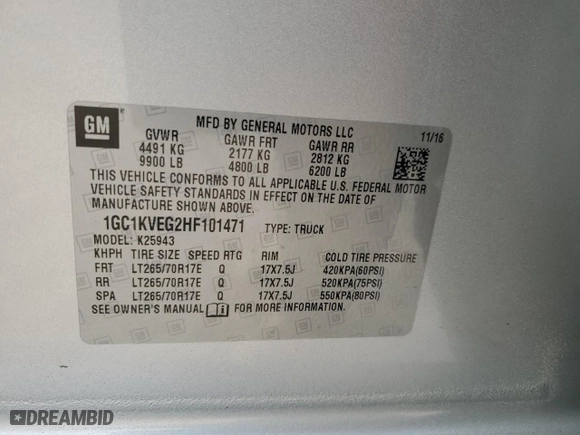 GM
MFD BY GENERAL MOTORS LLC
11/16
GVWR GAWR FRT GAWR RR
4491 KG 2177 KG 2812 KG
9900 LB 4800 LB 6200 LB
THIS VEHICLE CONFORMS TO ALL APPLICABLE U.S. FEDERAL MOTOR
VEHICLE SAFETY STANDARDS IN EFFECT ON THE DATE OF
MANUFACTURE SHOWN ABOVE.
1GC1KVEG2HF101471 TYPE: TRUCK
MODEL: K25943
KHPH TIRE SIZE SPEED RTG RIM COLD TIRE PRESSURE
FRT LT265/70R17E Q 17X7.5J 420KPA(60PSI)
RR LT265/70R17E Q 17X7.5J 520KPA(75PSI)
SPA LT265/70R17E Q 17X7.5J 550KPA(80PSI)
SEE OWNER'S MANUAL FOR MORE INFORMATION.
DREAMBID